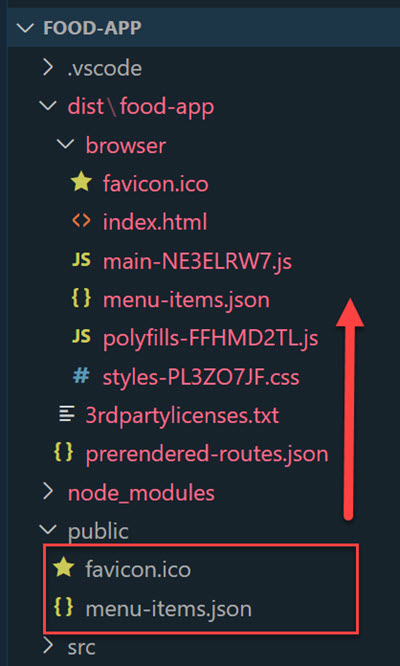 FOOD-APP
.vscode
dist\food-app
browser
favicon.ico
<> index.html
JS main-NE3ELRW7.js
{} menu-items.json
JS polyfills-FFHMD2TL.js
# styles-PL3ZO7JF.css
3rdpartylicenses.txt
{} prerendered-routes.json
node_modules
public
favicon.ico
{} menu-items.json
src